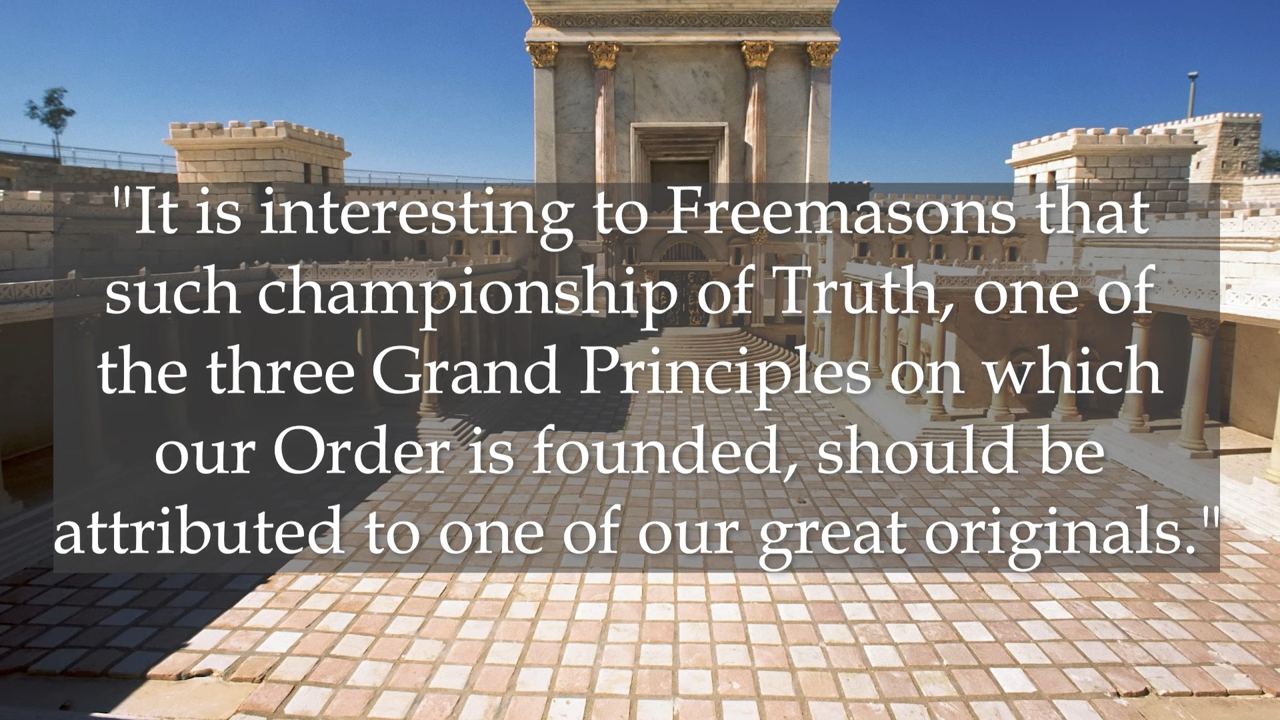 "It is interesting to Freemasons that
such championship of Truth, one of
the three Grand Principles on which
our Order is founded, should be
attributed to one of our great originals."